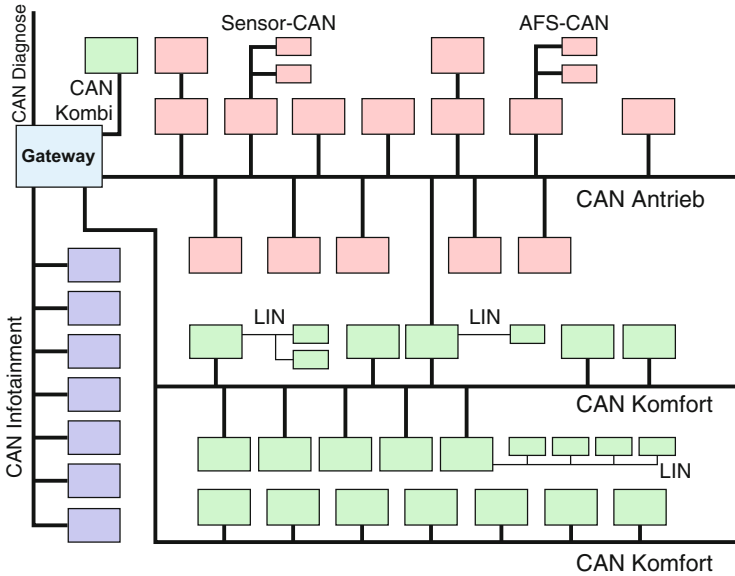 CAN Diagnose
Sensor-CAN
AFS-CAN
CAN
Kombi
Gateway
CAN Antrieb
CAN Infotainment
LIN
LIN
CAN Komfort
LIN
CAN Komfort